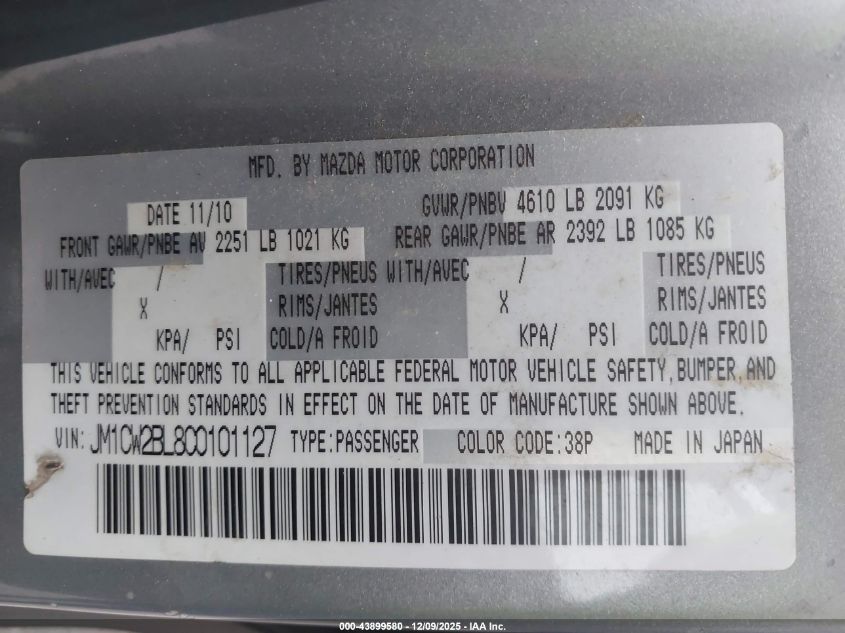 MFD. BY MAZDA MOTOR CORPORATION
DATE 11/10 GVWR/PNBV 4610 LB 2091 KG
FRONT GAWR/PNBE AV 2251 LB 1021 KG REAR GAWR/PNBE AR 2392 LB 1085 KG
WITH/AVEC / TIRES/PNEUS WITH/AVEC / TIRES/PNEUS
X RIMS/JANTES X RIMS/JANTES
KPA/ PSI COLD/A FROID KPA/ PSI COLD/A FROID
THIS VEHICLE CONFORMS TO ALL APPLICABLE FEDERAL MOTOR VEHICLE SAFETY, BUMPER, AND
THEFT PREVENTION STANDARDS IN EFFECT ON THE DATE OF MANUFACTURE SHOWN ABOVE.
VIN: JM1CW2BL8C0101127 TYPE:PASSENGER COLOR CODE:38P MADE IN JAPAN
000-43899580 - 12/09/2025 - IAA Inc.